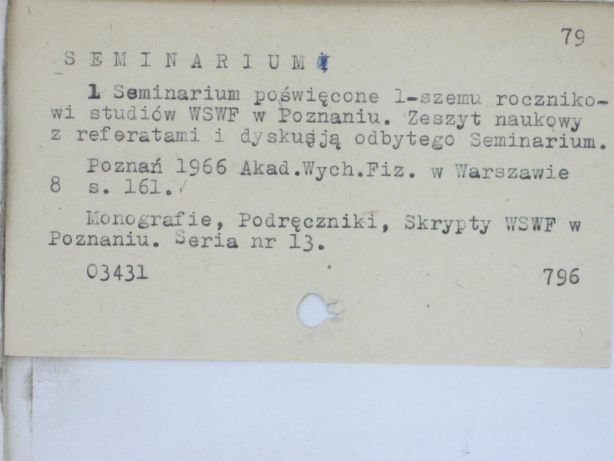 79
SEMINARIUM
1 Seminarium poświęcone 1-szemu roczniko-
wi studiów WSWF w Poznaniu. Zeszyt naukowy
z referatami i dyskusją odbytego Seminarium.
Poznań 1966 Akad.Wych.Fiz. w Warszawie
8 s. 161.
Monografie, Podręczniki, Skrypty WSWF w
Poznaniu. Seria nr 13.
03431 796